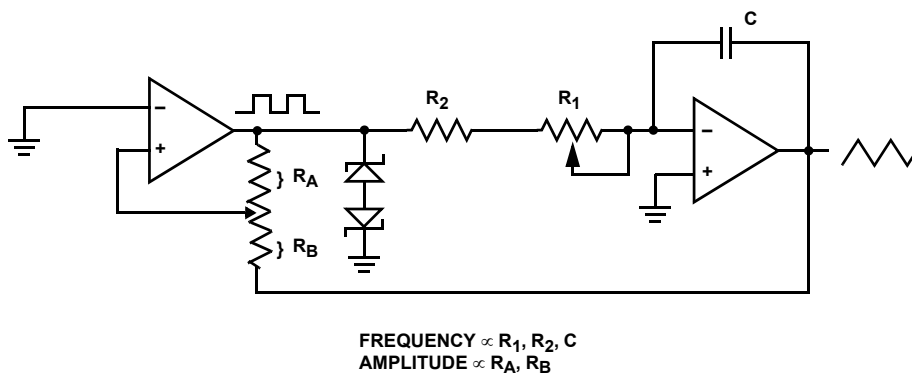 C
R2
R1
−
+
} RA
} RB
−
+
FREQUENCY ∝ R1, R2, C
AMPLITUDE ∝ RA, RB